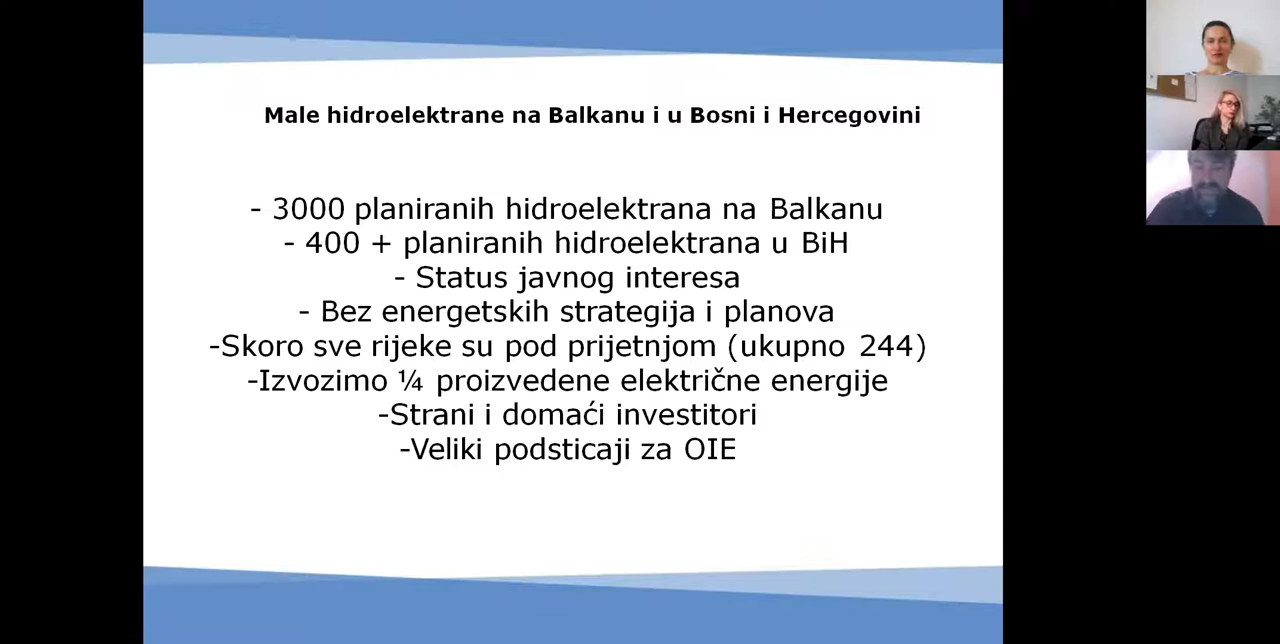 Male hidroelektrane na Balkanu i u Bosni i Hercegovini
- 3000 planiranih hidroelektrana na Balkanu
- 400 + planiranih hidroelektrana u BiH
- Status javnog interesa
- Bez energetskih strategija i planova
-Skoro sve rijeke su pod prijetnjom (ukupno 244)
-Izvozimo ¼ proizvedene električne energije
-Strani i domaći investitori
-Veliki podsticaji za OIE